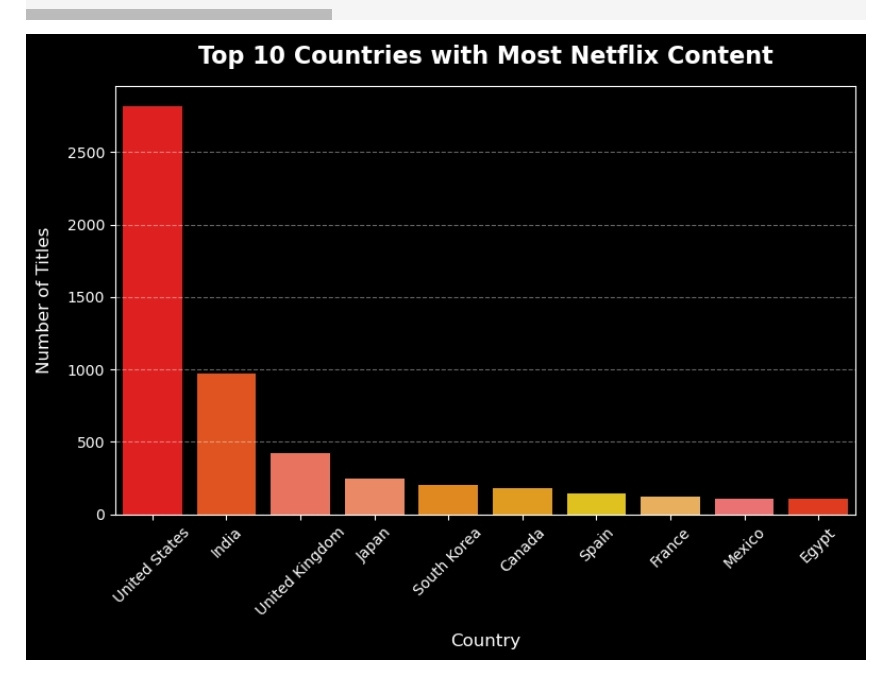 Top 10 Countries with Most Netflix Content
Number of Titles
2500
2000
1500
1000
500
0
United States
India
United Kingdom
Japan
South Korea
Canada
Spain
France
Mexico
Egypt
Country